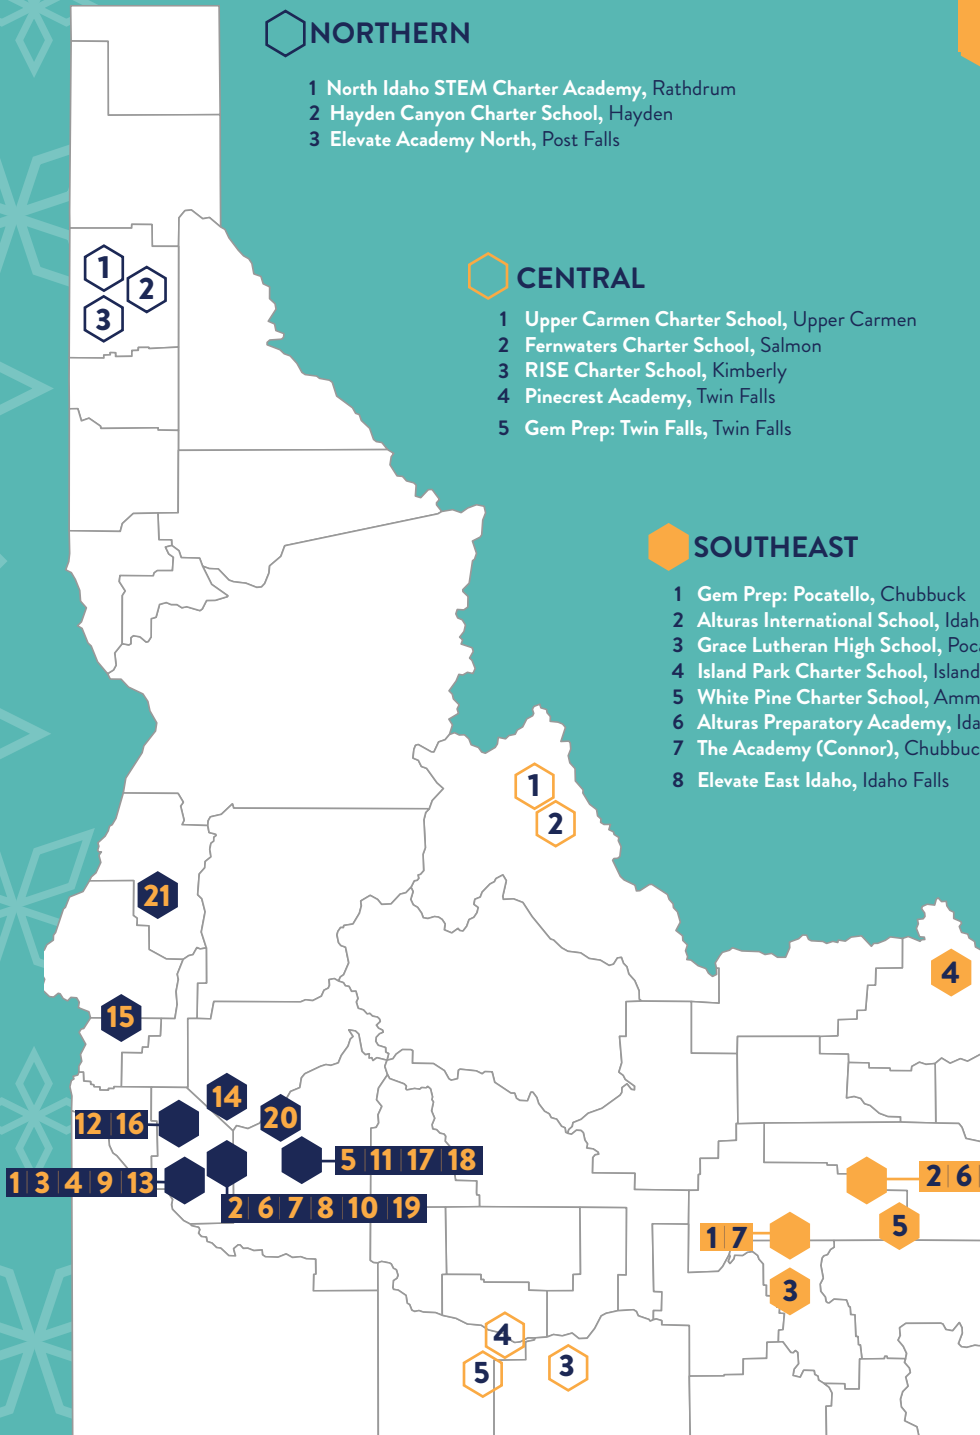 NORTHERN
1 North Idaho STEM Charter Academy, Rathdrum
2 Hayden Canyon Charter School, Hayden
3 Elevate Academy North, Post Falls
1
2
3
CENTRAL
1 Upper Carmen Charter School, Upper Carmen
2 Fernwaters Charter School, Salmon
3 RISE Charter School, Kimberly
4 Pinecrest Academy, Twin Falls
5 Gem Prep: Twin Falls, Twin Falls
SOUTHEAST
1 Gem Prep: Pocatello, Chubbuck
2 Alturas International School, Idah
3 Grace Lutheran High School, Poc
4 Island Park Charter School, Island
5 White Pine Charter School, Amm
6 Alturas Preparatory Academy, Ida
7 The Academy (Connor), Chubbuc
8 Elevate East Idaho, Idaho Falls
1
2
21
4
15
14
20
12 | 16
5 | 11 | 17 | 18
1 | 3 | 4 | 9 | 13
2 | 6 | 7 | 8 | 10 | 19
2 | 6 |
5
1 | 7
3
4
5
3